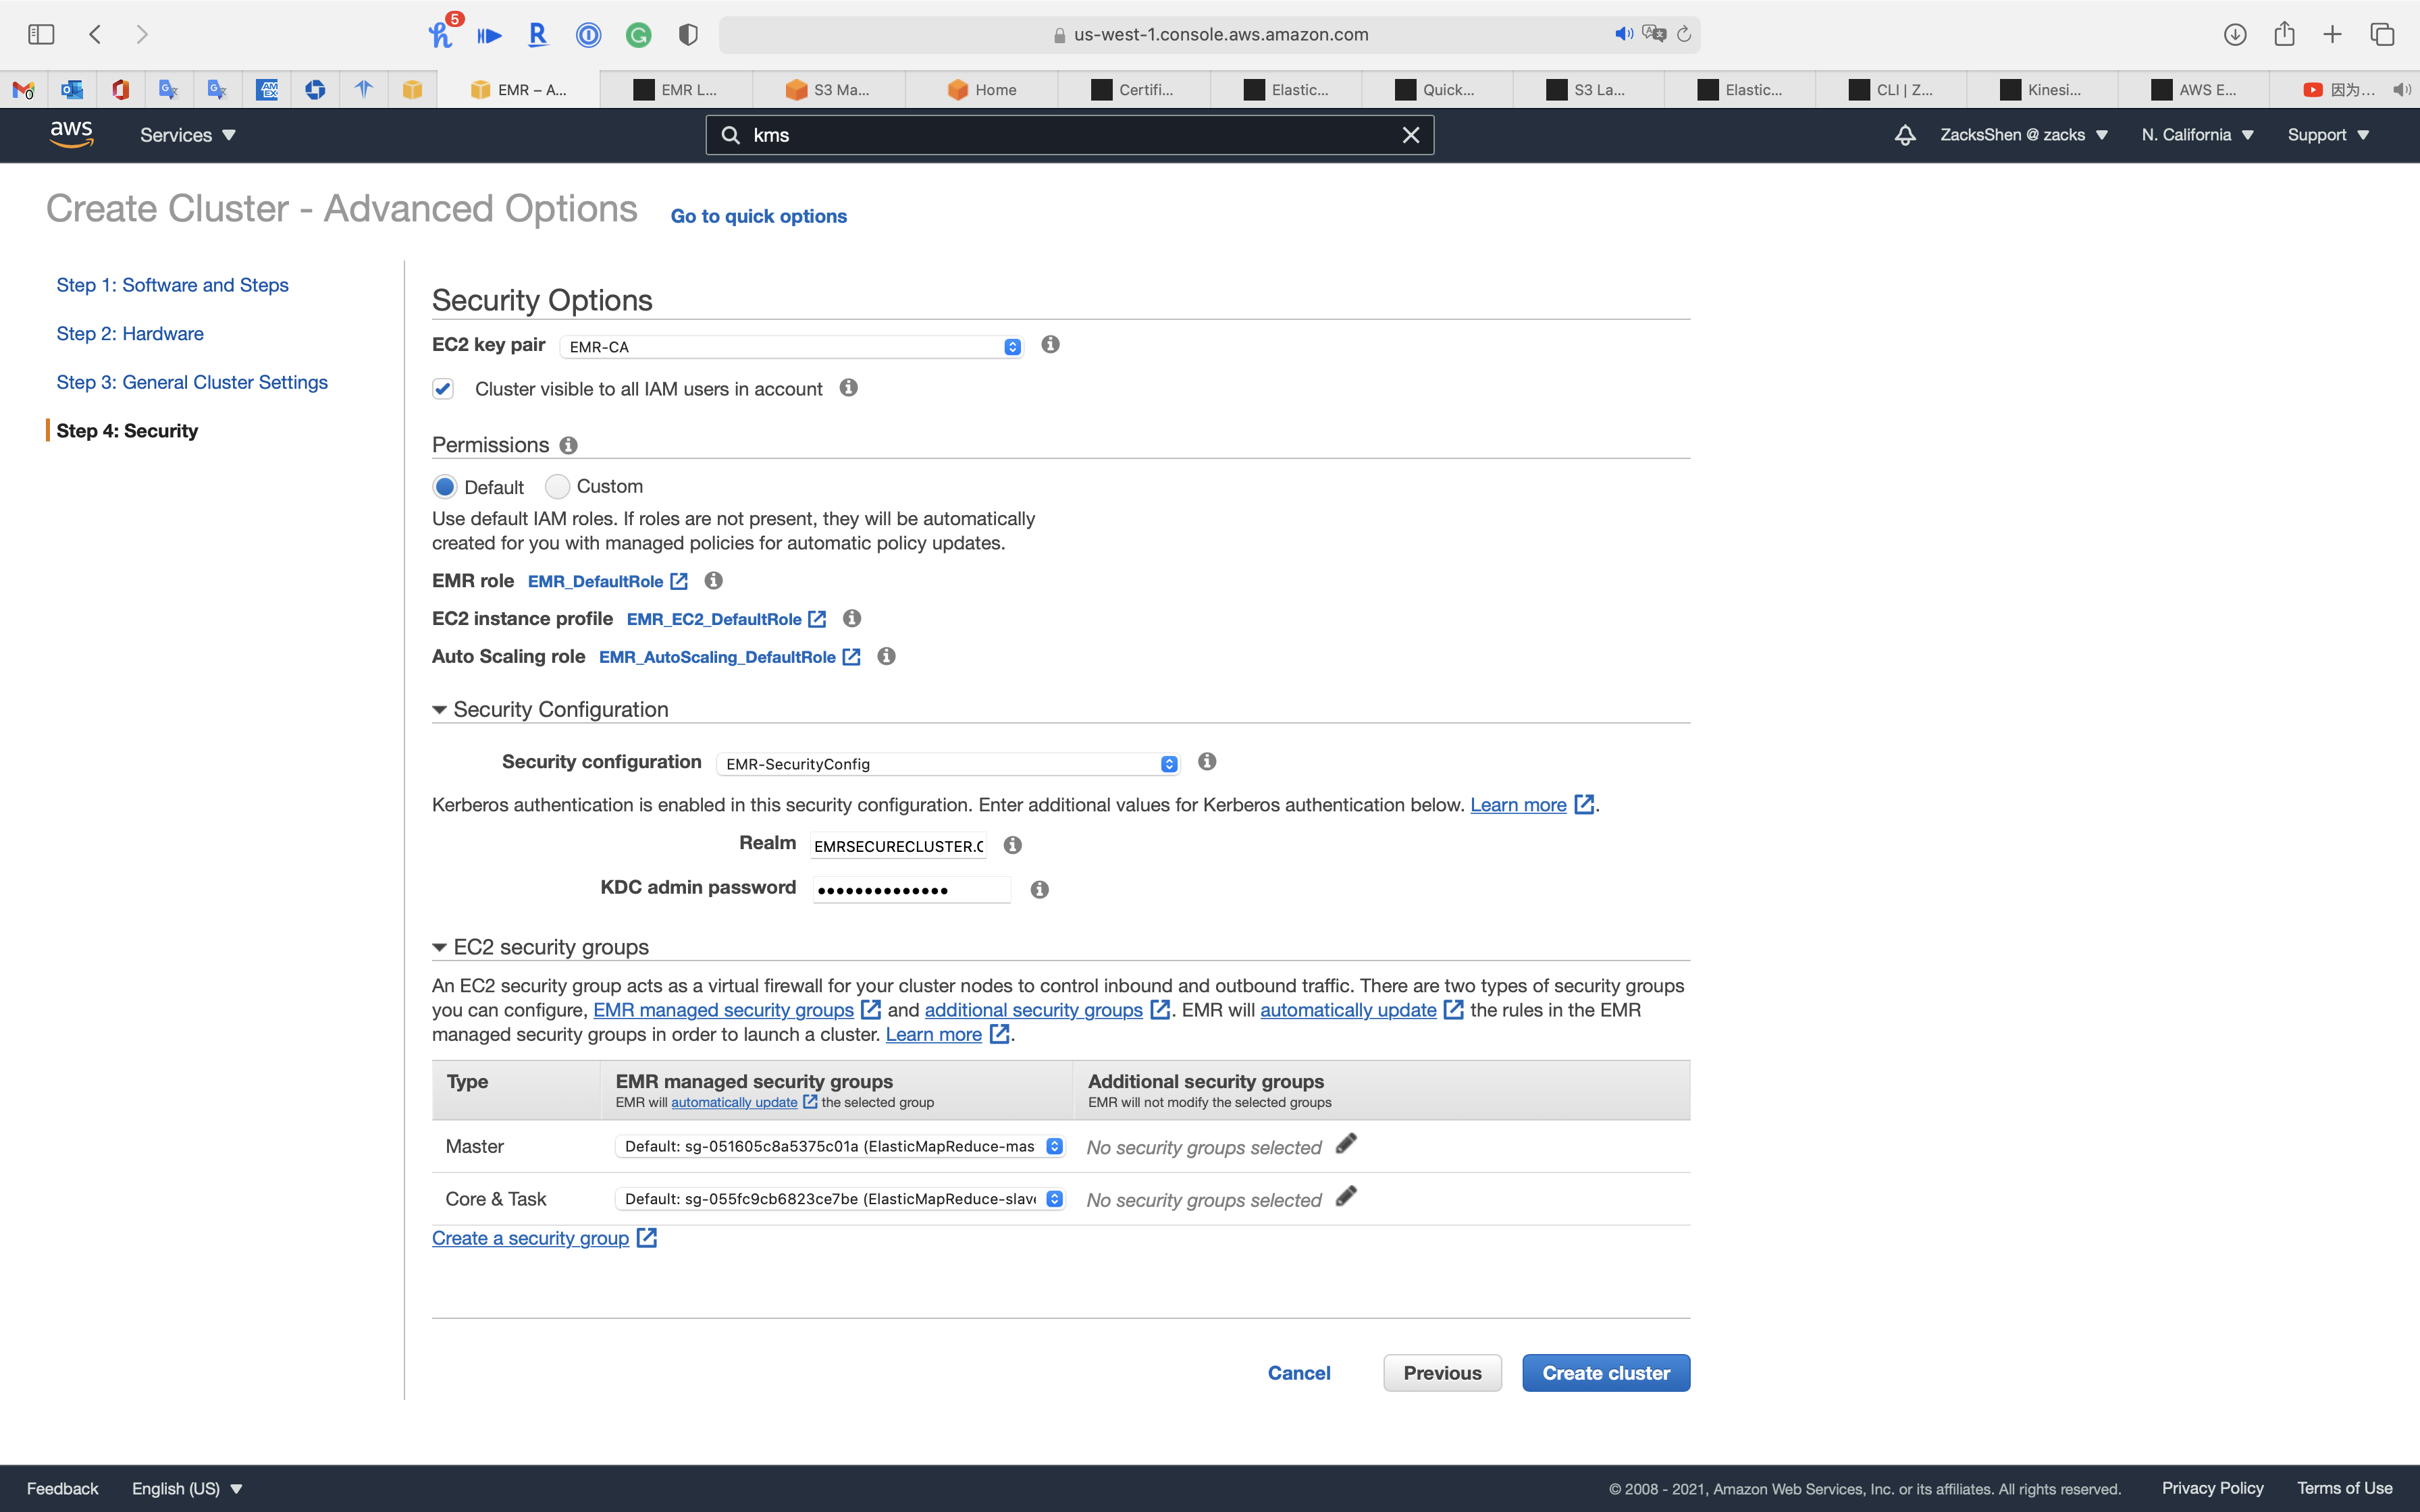 5
us-west-1.console.aws.amazon.com
0
AM
EX
EMR – A...
EMR L...
S3 Ma...
Home
Certifi...
Elastic...
Quick...
S3 La...
Elastic...
CLI | Z...
Kinesi...
AWS E...
因为...
aws
Services
kms
ZacksShen @ zacks
N. California
Support
Create Cluster - Advanced Options
Go to quick options
Step 1: Software and Steps
Step 2: Hardware
Step 3: General Cluster Settings
Step 4: Security
Security Options
EC2 key pair
EMR-CA
Cluster visible to all IAM users in account
Permissions
Default
Custom
Use default IAM roles. If roles are not present, they will be automatically
created for you with managed policies for automatic policy updates.
EMR role EMR_DefaultRole
EC2 instance profile EMR_EC2_DefaultRole
Auto Scaling role EMR_AutoScaling_DefaultRole
Security Configuration
Security configuration
EMR-SecurityConfig
Kerberos authentication is enabled in this security configuration. Enter additional values for Kerberos authentication below. Learn more.
Realm
EMRSECURECLUSTER.C
KDC admin password
••••••••••••••
EC2 security groups
An EC2 security group acts as a virtual firewall for your cluster nodes to control inbound and outbound traffic. There are two types of security groups
you can configure, EMR managed security groups and additional security groups. EMR will automatically update the rules in the EMR
managed security groups in order to launch a cluster. Learn more.
Type
EMR managed security groups
EMR will automatically update the selected group
Additional security groups
EMR will not modify the selected groups
Master
Default: sg-051605c8a5375c01a (ElasticMapReduce-mas
No security groups selected
Core & Task
Default: sg-055fc9cb6823ce7be (ElasticMapReduce-slav
No security groups selected
Create a security group
Cancel
Previous
Create cluster
Feedback
English (US)
© 2008 - 2021, Amazon Web Services, Inc. or its affiliates. All rights reserved.
Privacy Policy
Terms of Use